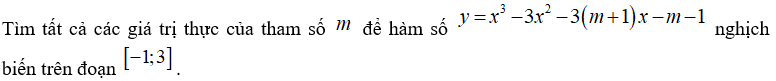 Tìm tất cả các giá trị thực của tham số m để hàm số y = x³ − 3x² − 3(m+1)x − m − 1 nghịch
biến trên đoạn [−1;3].